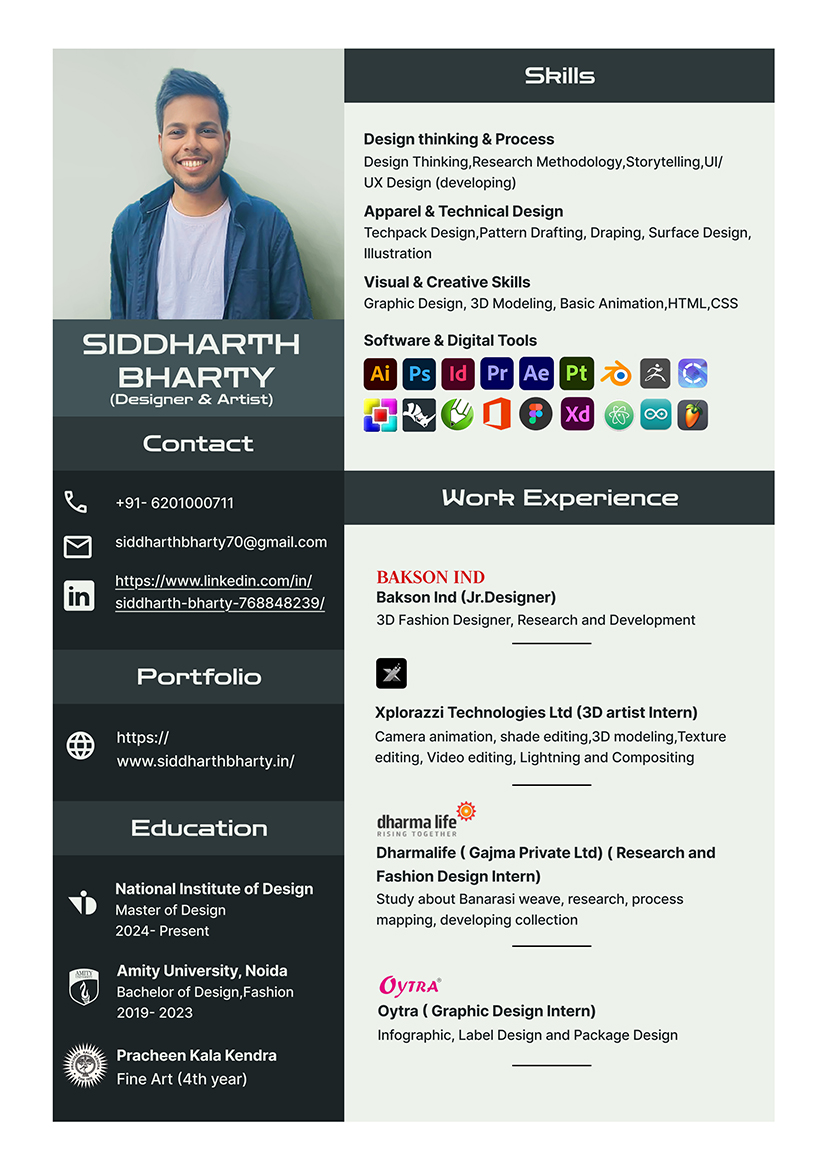 SIDDHARTH
BHARTY
(Designer & Artist)
Contact
+91- 6201000711
siddharthbharty70@gmail.com
https://www.linkedin.com/in/
siddharth-bharty-768848239/
Portfolio
https://
www.siddharthbharty.in/
Education
National Institute of Design
Master of Design
2024- Present
AMITY
Amity University, Noida
Bachelor of Design,Fashion
2019- 2023
Pracheen Kala Kendra
Fine Art (4th year)
Skills
Design thinking & Process
Design Thinking,Research Methodology,Storytelling,UI/
UX Design (developing)
Apparel & Technical Design
Techpack Design,Pattern Drafting, Draping, Surface Design,
Illustration
Visual & Creative Skills
Graphic Design, 3D Modeling, Basic Animation,HTML,CSS
Software & Digital Tools
Ai Ps Id Pr Ae Pt
Xd
Work Experience
BAKSON IND
Bakson Ind (Jr.Designer)
3D Fashion Designer, Research and Development
Xplorazzi Technologies Ltd (3D artist Intern)
Camera animation, shade editing,3D modeling,Texture
editing, Video editing, Lightning and Compositing
dharma life
RISING TOGETHER
Dharmalife ( Gajma Private Ltd) ( Research and
Fashion Design Intern)
Study about Banarasi weave, research, process
mapping, developing collection
OYTRA
Oytra ( Graphic Design Intern)
Infographic, Label Design and Package Design